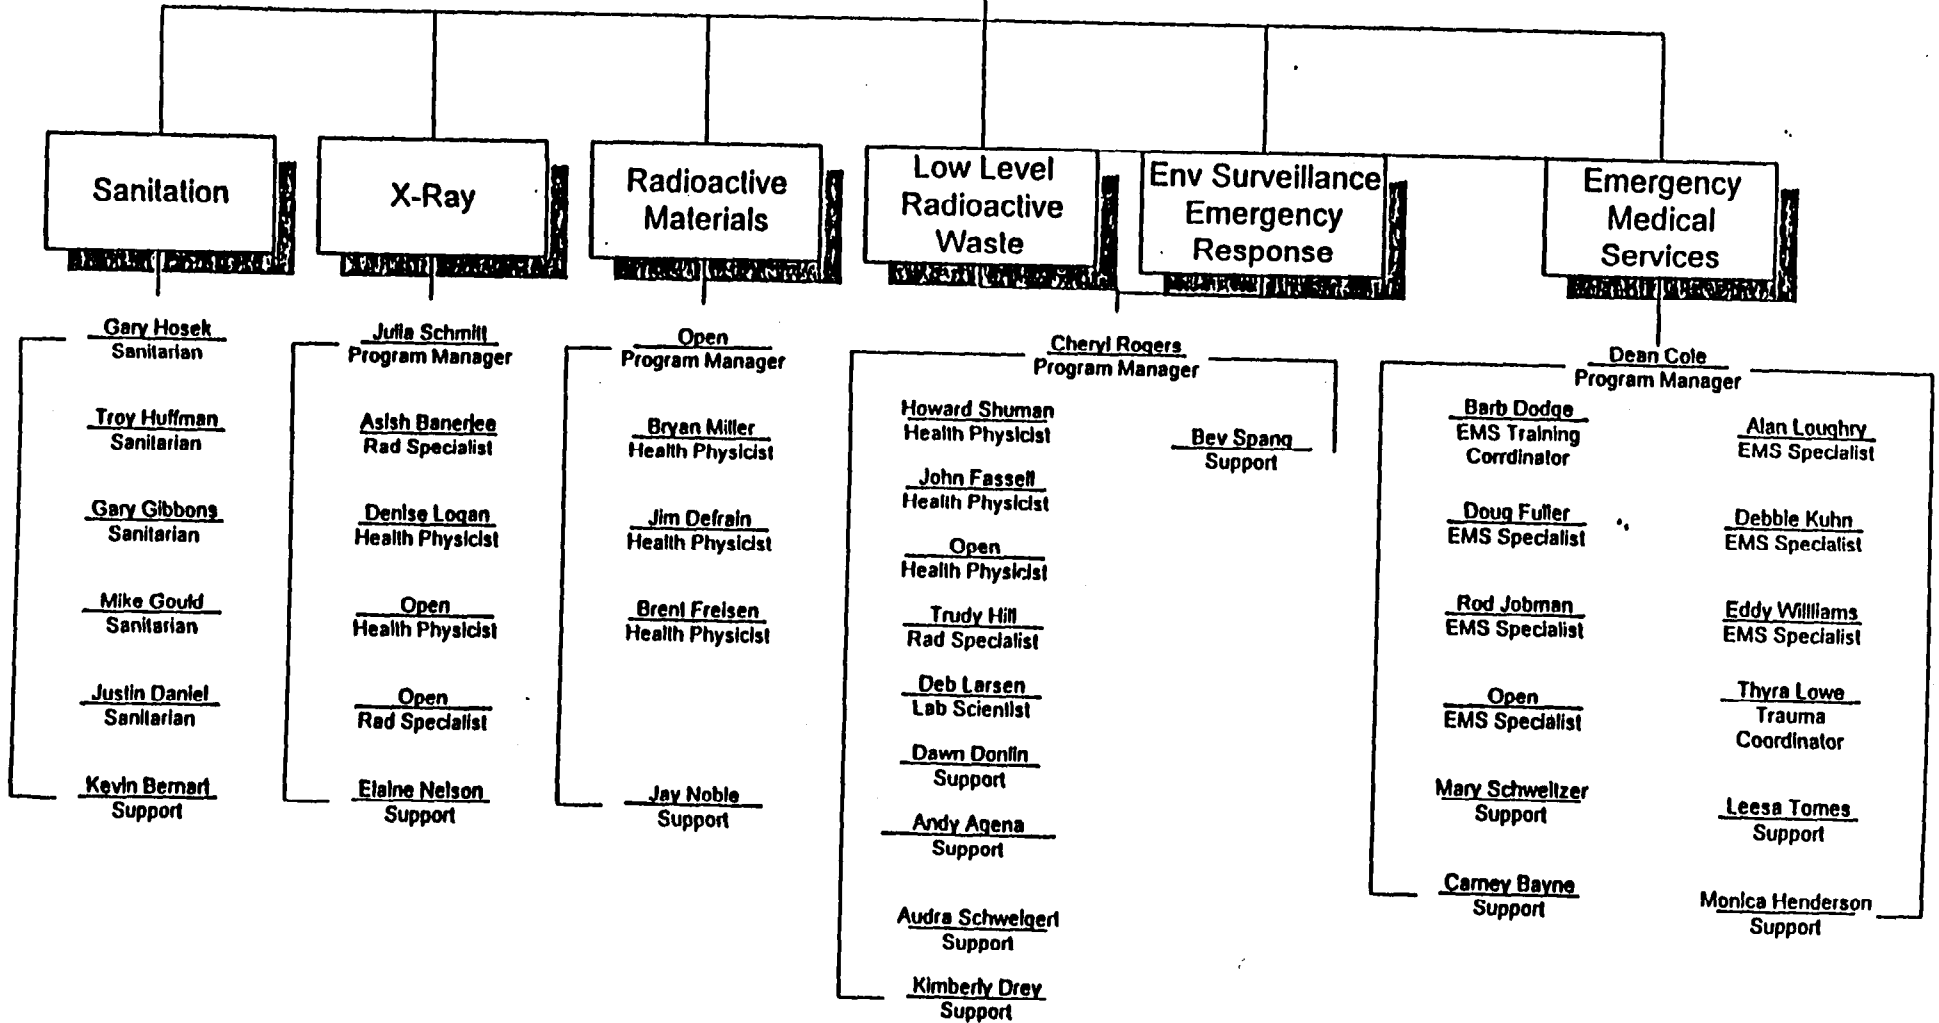 Sanitation
X-Ray
Radioactive
Materials
Low Level
Radioactive
Waste
Env Surveillance
Emergency
Response
Emergency
Medical
Services
Gary Hosek
Sanitarian
Troy Huffman
Sanitarian
Gary Gibbons
Sanitarian
Mike Gould
Sanitarian
Justin Daniel
Sanitarian
Kevin Bernart
Support
Julia Schmitt
Program Manager
Asish Banerjee
Rad Specialist
Denise Logan
Health Physicist
Open
Health Physicist
Open
Rad Specialist
Elaine Nelson
Support
Open
Program Manager
Bryan Miller
Health Physicist
Jim Defrain
Health Physicist
Brent Freisen
Health Physicist
Jay Noble
Support
Cheryl Rogers
Program Manager
Howard Shuman
Health Physicist
John Fassell
Health Physicist
Open
Health Physicist
Trudy Hill
Rad Specialist
Deb Larsen
Lab Scientist
Dawn Donlin
Support
Andy Agena
Support
Audra Schweigert
Support
Kimberly Drey
Support
Bev Spang
Support
Dean Cole
Program Manager
Barb Dodge
EMS Training
Corrdinator
Doug Fuller
EMS Specialist
Rod Jobman
EMS Specialist
Open
EMS Specialist
Mary Schweitzer
Support
Carney Bayne
Support
Alan Loughry
EMS Specialist
Debbie Kuhn
EMS Specialist
Eddy Willliams
EMS Specialist
Thyra Lowe
Trauma
Coordinator
Leesa Tomes
Support
Monica Henderson
Support